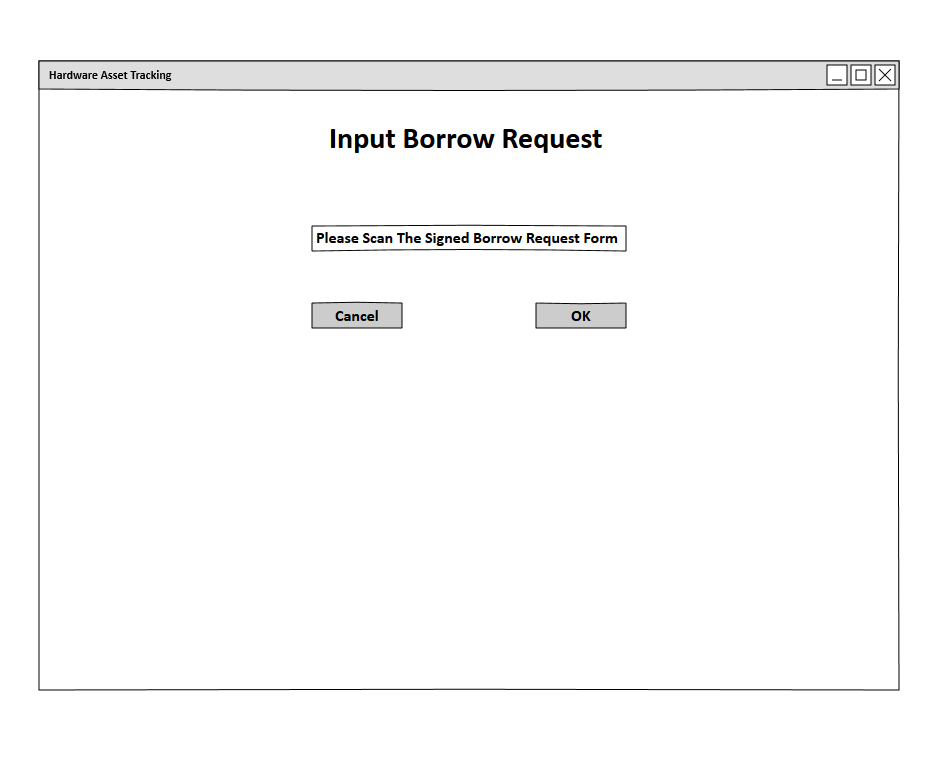 Hardware Asset Tracking
Input Borrow Request
Please Scan The Signed Borrow Request Form
Cancel
OK